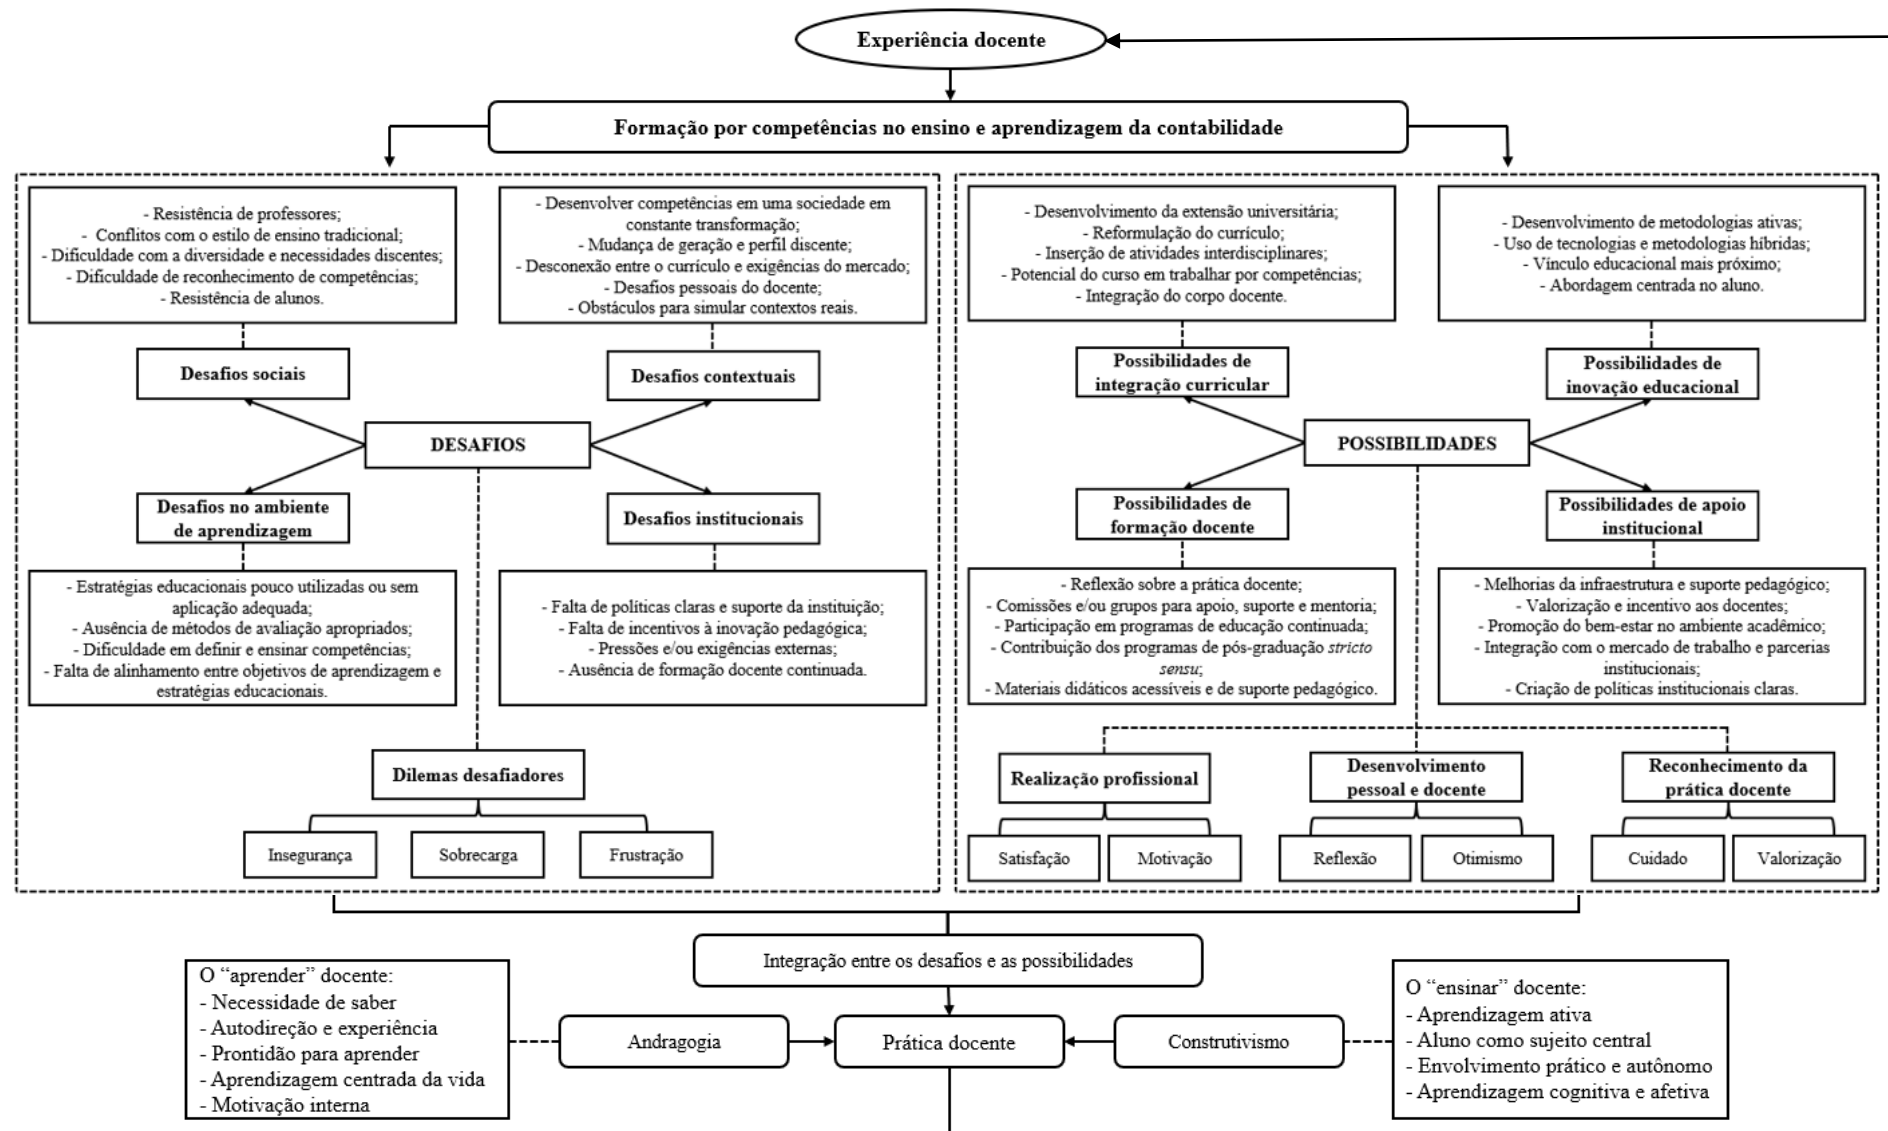 Experiência docente
Formação por competências no ensino e aprendizagem da contabilidade
- Resistência de professores;
- Conflitos com o estilo de ensino tradicional;
- Dificuldade com a diversidade e necessidades discentes;
- Dificuldade de reconhecimento de competências;
- Resistência de alunos.
- Desenvolver competências em uma sociedade em
constante transformação;
- Mudança de geração e perfil discente;
- Desconexão entre o currículo e exigências do mercado;
- Desafios pessoais do docente;
- Obstáculos para simular contextos reais.
Desafios sociais
Desafios contextuais
DESAFIOS
Desafios no ambiente
de aprendizagem
Desafios institucionais
- Estratégias educacionais pouco utilizadas ou sem
aplicação adequada;
- Ausência de métodos de avaliação apropriados;
- Dificuldade em definir e ensinar competências;
- Falta de alinhamento entre objetivos de aprendizagem e
estratégias educacionais.
- Falta de políticas claras e suporte da instituição;
- Falta de incentivos à inovação pedagógica;
- Pressões e/ou exigências externas;
- Ausência de formação docente continuada.
Dilemas desafiadores
Insegurança
Sobrecarga
Frustração
- Desenvolvimento da extensão universitária;
- Reformulação do currículo;
- Inserção de atividades interdisciplinares;
- Potencial do curso em trabalhar por competências;
- Integração do corpo docente.
- Desenvolvimento de metodologias ativas;
- Uso de tecnologias e metodologias híbridas;
- Vínculo educacional mais próximo;
- Abordagem centrada no aluno.
Possibilidades de
integração curricular
Possibilidades de
inovação educacional
POSSIBILIDADES
Possibilidades de
formação docente
Possibilidades de apoio
institucional
- Reflexão sobre a prática docente;
- Comissões e/ou grupos para apoio, suporte e mentoria;
- Participação em programas de educação continuada;
- Contribuição dos programas de pós-graduação stricto
sensu;
- Materiais didáticos acessíveis e de suporte pedagógico.
- Melhorias da infraestrutura e suporte pedagógico;
- Valorização e incentivo aos docentes;
- Promoção do bem-estar no ambiente acadêmico;
- Integração com o mercado de trabalho e parcerias
institucionais;
- Criação de políticas institucionais claras.
Realização profissional
Desenvolvimento
pessoal e docente
Reconhecimento da
prática docente
Satisfação
Motivação
Reflexão
Otimismo
Cuidado
Valorização
Integração entre os desafios e as possibilidades
O “aprender” docente:
- Necessidade de saber
- Autodireção e experiência
- Prontidão para aprender
- Aprendizagem centrada da vida
- Motivação interna
Andragogia
Prática docente
Construtivismo
O “ensinar” docente:
- Aprendizagem ativa
- Aluno como sujeito central
- Envolvimento prático e autônomo
- Aprendizagem cognitiva e afetiva